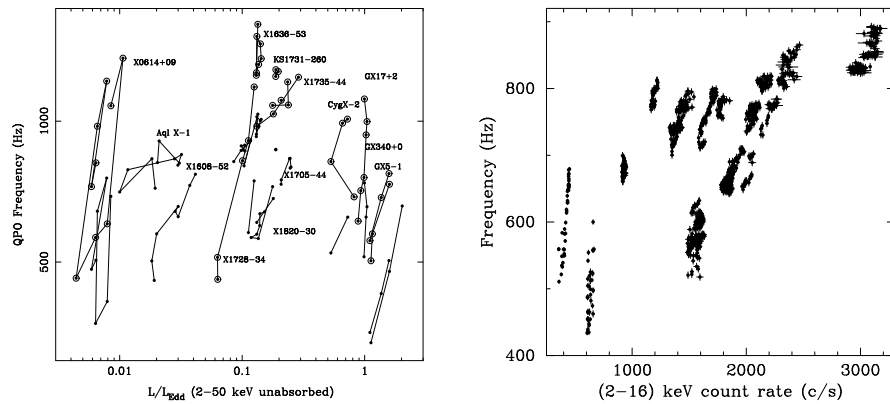 X1636-53
X0614+09
KS1731-260
GX17+2
X1735-44
CygX-2
Aql X-1
GX340+0
X1608-52
X1705-44
GX5-1
X1820-30
X1728-34
1000
500
QPO Frequency (Hz)
0.01
0.1
1
L/LEdd (2-50 keV unabsorbed)
800
600
400
Frequency (Hz)
1000
2000
3000
(2-16) keV count rate (c/s)